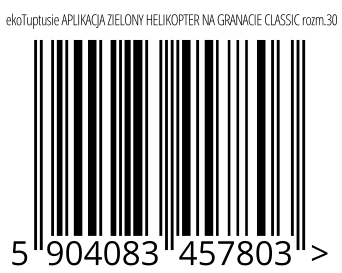 ekoTuptusie APLIKACJA ZIELONY HELIKOPTER NA GRANACIE CLASSIC rozm.30
5 904083 457803 >